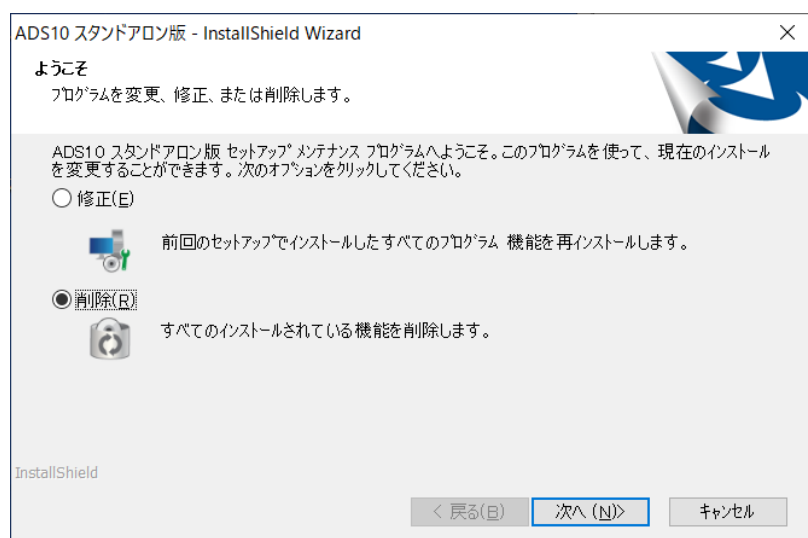 ADS10 スタンドアロン版 - InstallShield Wizard
ようこそ
プログラムを変更、修正、または削除します。
ADS10 スタンドアロン版 セットアップ メンテナンス プログラムへようこそ。このプログラムを使って、現在のインストール
を変更することができます。次のオプションをクリックしてください。
修正(E)
前回のセットアップでインストールしたすべてのプログラム 機能を再インストールします。
削除(R)
すべてのインストールされている機能を削除します。
InstallShield
< 戻る(B)
次へ (N)>
キャンセル